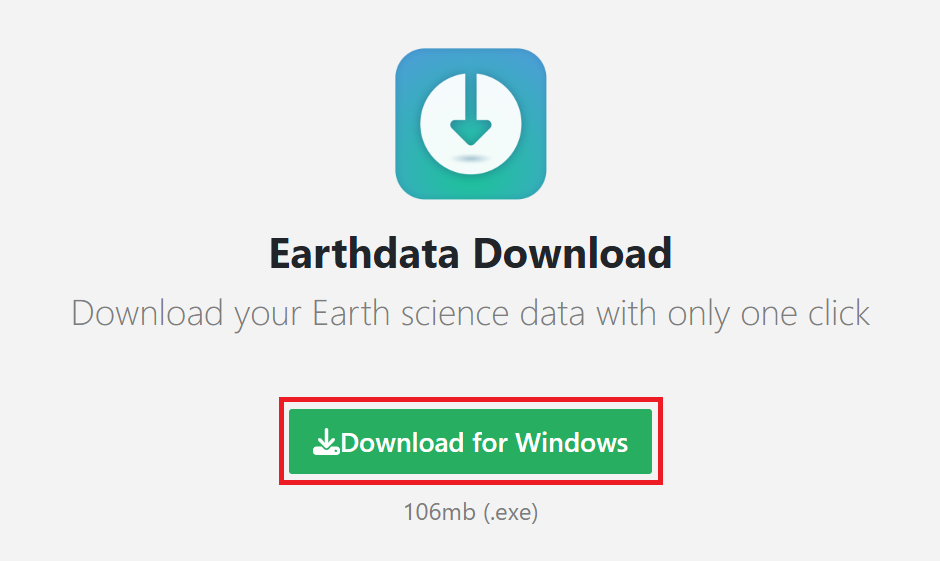 Earthdata Download
Download your Earth science data with only one click
Download for Windows
106mb (.exe)